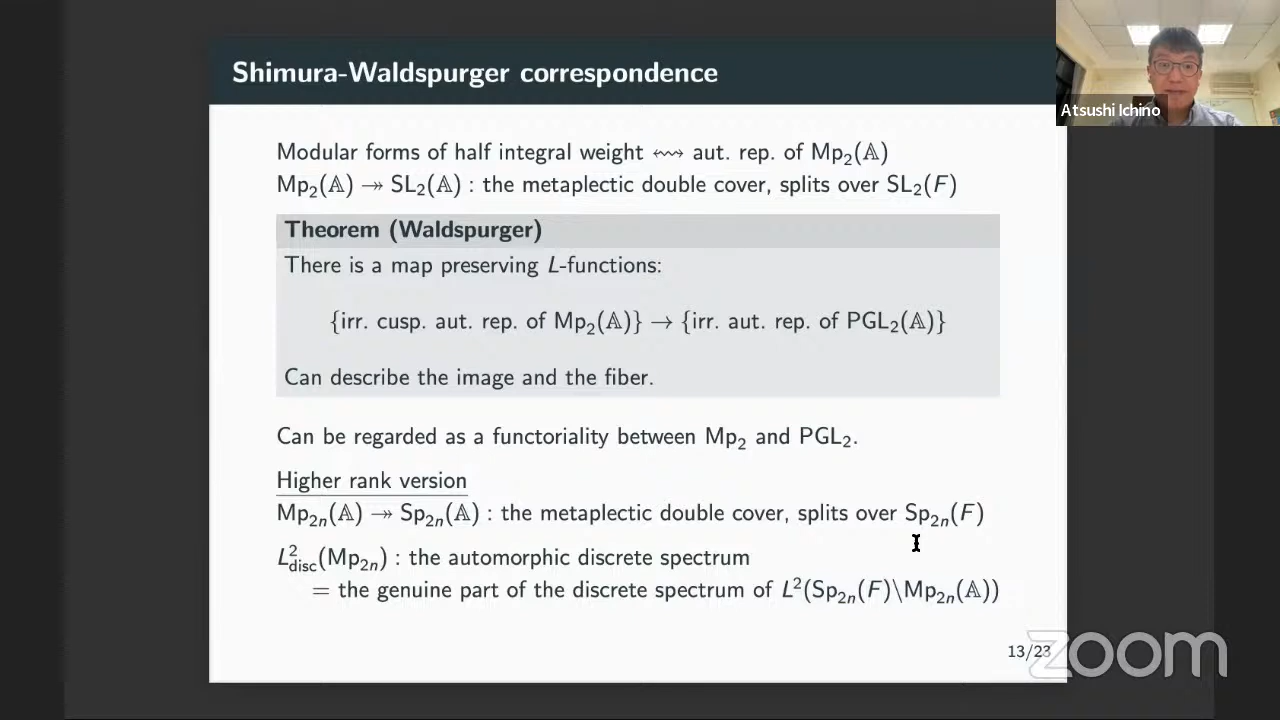 Shimura-Waldspurger correspondence
Atsushi Ichino
Modular forms of half integral weight ↭ aut. rep. of Mp₂(𝔸)
Mp₂(𝔸) ↠ SL₂(𝔸) : the metaplectic double cover, splits over SL₂(F)
Theorem (Waldspurger)
There is a map preserving L-functions:
{irr. cusp. aut. rep. of Mp₂(𝔸)} → {irr. aut. rep. of PGL₂(𝔸)}
Can describe the image and the fiber.
Can be regarded as a functoriality between Mp₂ and PGL₂.
Higher rank version
Mp₂ₙ(𝔸) ↠ Sp₂ₙ(𝔸) : the metaplectic double cover, splits over Sp₂ₙ(F)
L²_disc(Mp₂ₙ) : the automorphic discrete spectrum
= the genuine part of the discrete spectrum of L²(Sp₂ₙ(F)\Mp₂ₙ(𝔸))
13/23
zoom